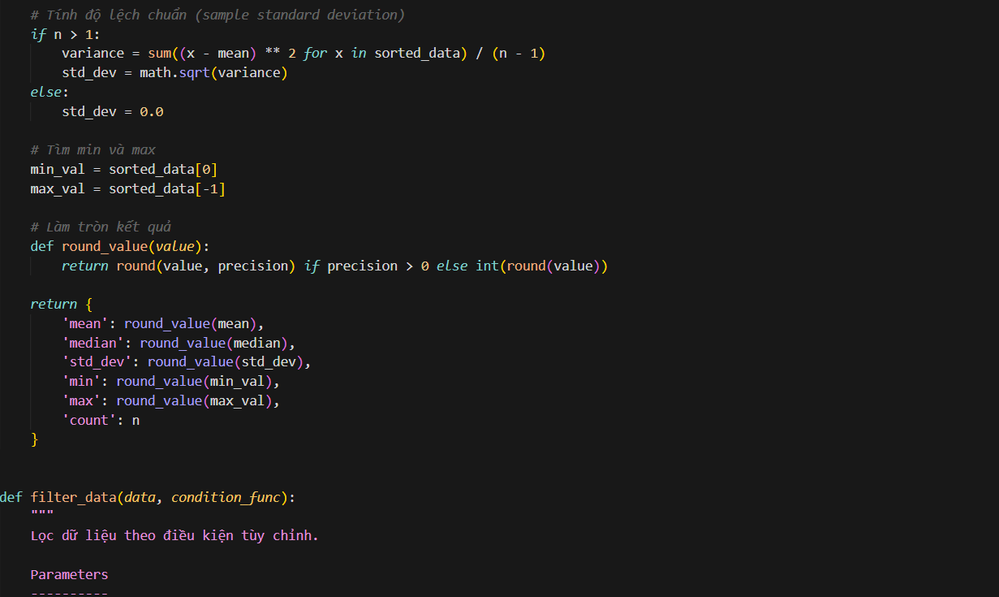 # Tính độ lệch chuẩn (sample standard deviation)
if n > 1:
variance = sum((x - mean) ** 2 for x in sorted_data) / (n - 1)
std_dev = math.sqrt(variance)
else:
std_dev = 0.0
# Tìm min và max
min_val = sorted_data[0]
max_val = sorted_data[-1]
# Làm tròn kết quả
def round_value(value):
return round(value, precision) if precision > 0 else int(round(value))
return {
'mean': round_value(mean),
'median': round_value(median),
'std_dev': round_value(std_dev),
'min': round_value(min_val),
'max': round_value(max_val),
'count': n
}
def filter_data(data, condition_func):
"""
Lọc dữ liệu theo điều kiện tùy chỉnh.
Parameters
----------